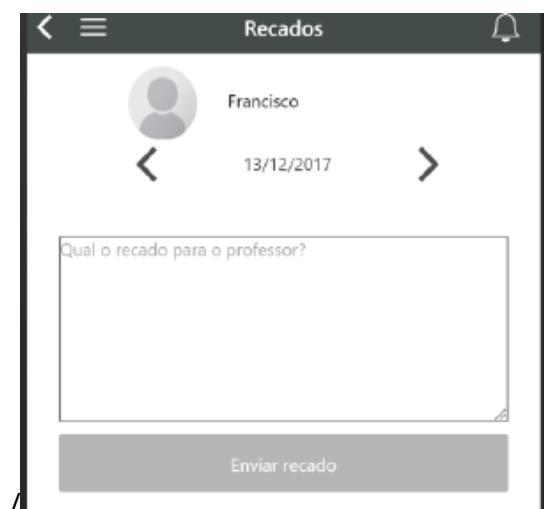 Recados
Francisco
13/12/2017
Qual o recado para o professor?
Enviar recado
/